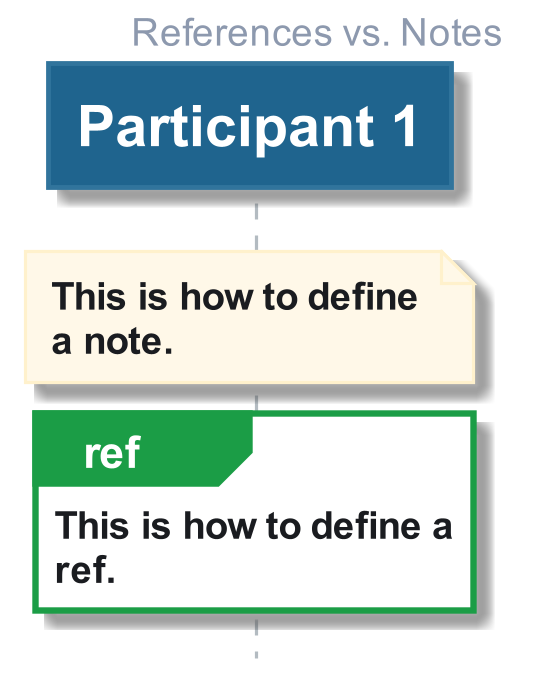 References vs. Notes
Participant 1
This is how to define
a note.
ref
This is how to define a
ref.